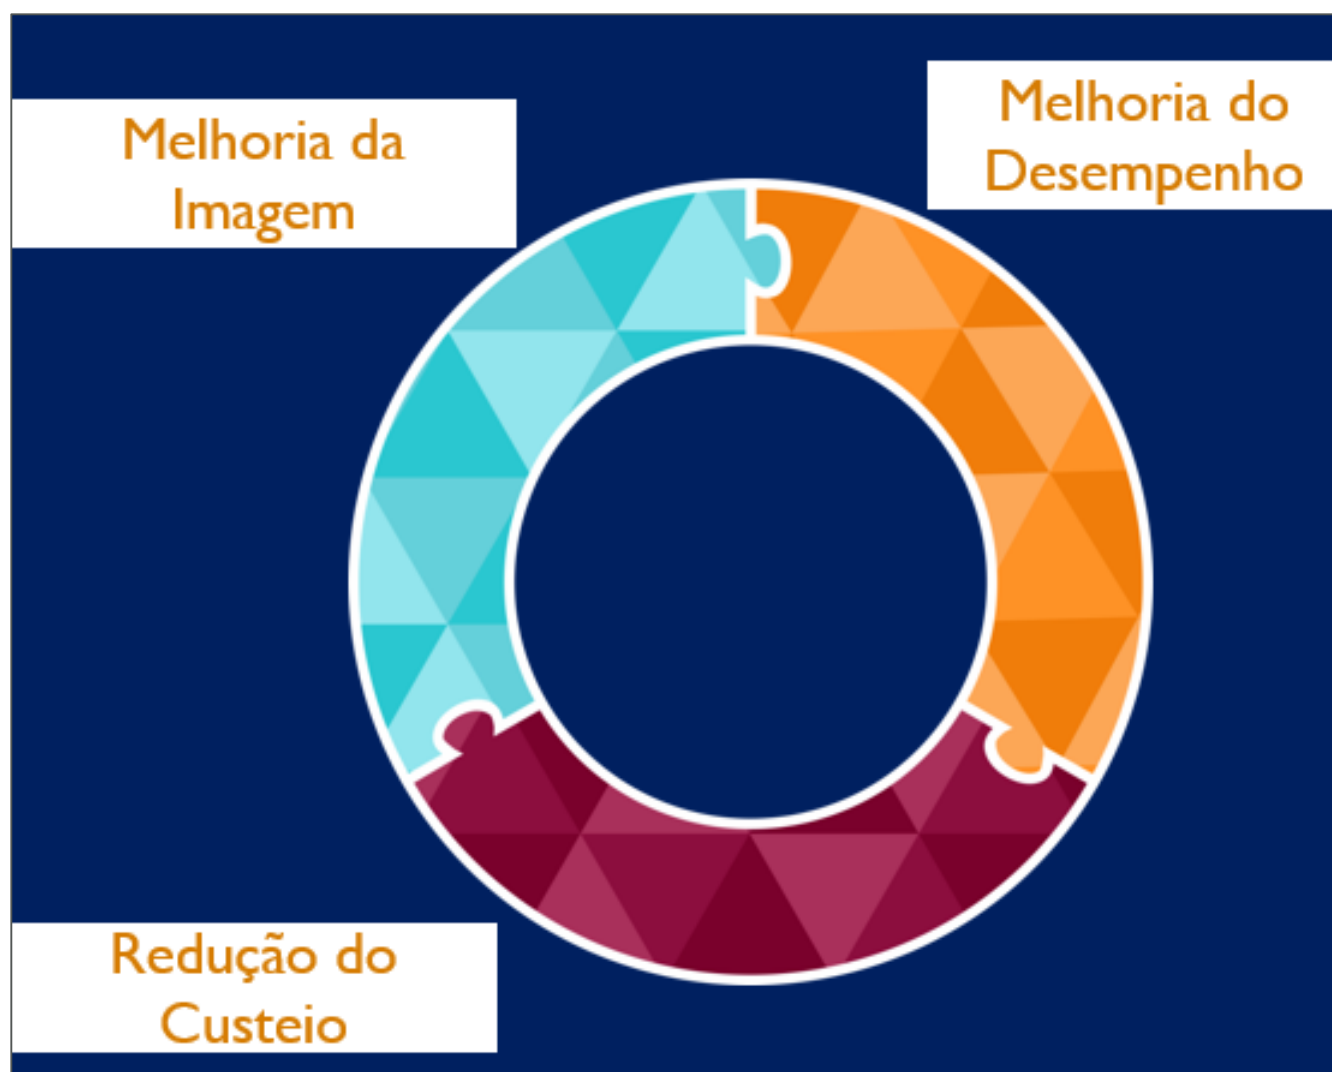 Melhoria da
Imagem
Melhoria do
Desempenho
Redução do
Custeio